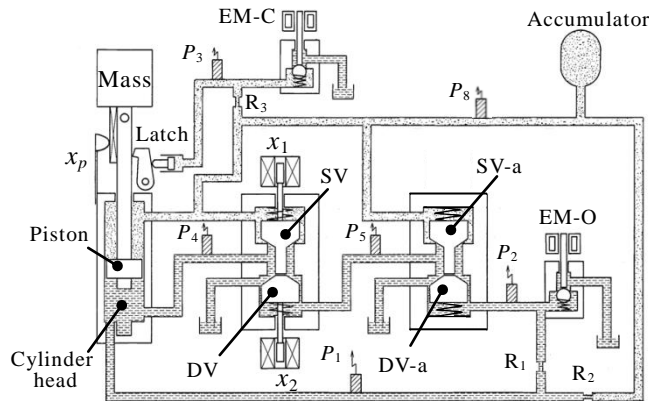 EM-C
Accumulator
P3
Mass
R3
P8
Latch
xp
x1
SV
SV-a
P4
P5
EM-O
P2
Piston
Cylinder
head
DV
x2
P1
DV-a
R1
R2